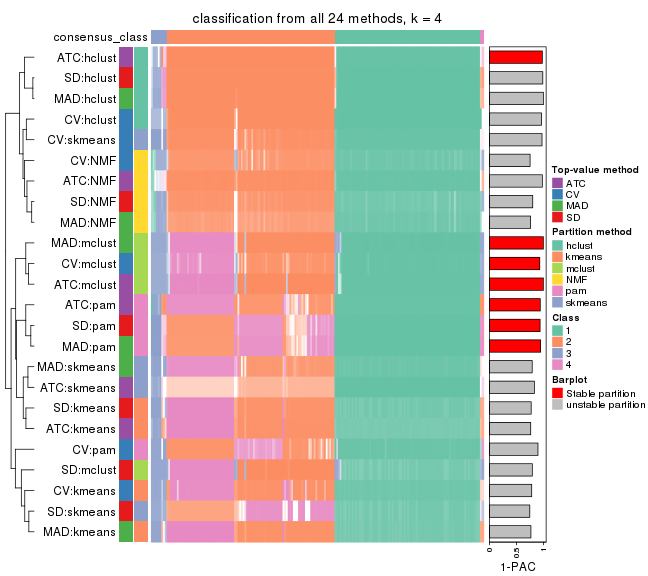 classification from all 24 methods, k = 4
consensus_class
ATC:hclust
SD:hclust
MAD:hclust
CV:hclust
CV:skmeans
CV:NMF
ATC:NMF
SD:NMF
MAD:NMF
MAD:mclust
CV:mclust
ATC:mclust
ATC:pam
SD:pam
MAD:pam
MAD:skmeans
ATC:skmeans
SD:kmeans
ATC:kmeans
CV:pam
SD:mclust
CV:kmeans
SD:skmeans
MAD:kmeans
0
0.5
1
1-PAC
Top-value method
ATC
CV
MAD
SD
Partition method
hclust
kmeans
mclust
NMF
pam
skmeans
Class
1
2
3
4
Barplot
Stable partition
unstable partition